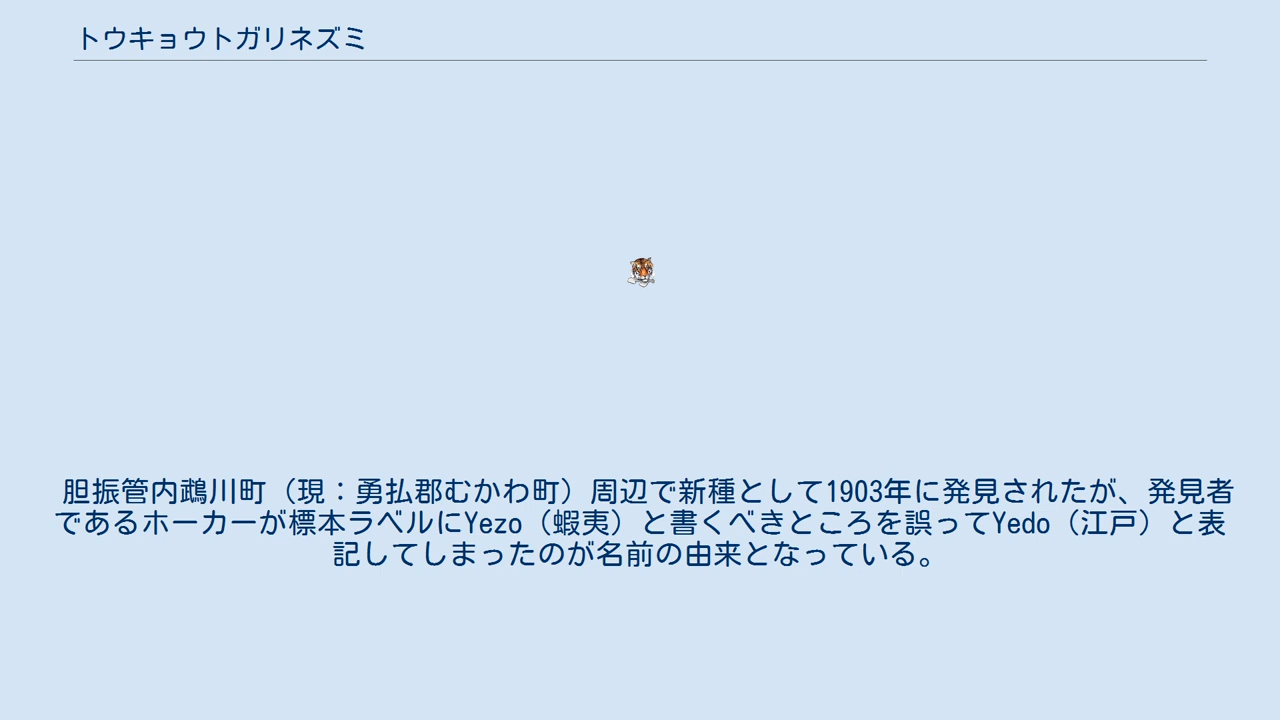 トウキョウトガリネズミ
胆振管内鵡川町（現：勇払郡むかわ町）周辺で新種として1903年に発見されたが、発見者
であるホーカーが標本ラベルにYezo（蝦夷）と書くべきところを誤ってYedo（江戸）と表
記してしまったのが名前の由来となっている。